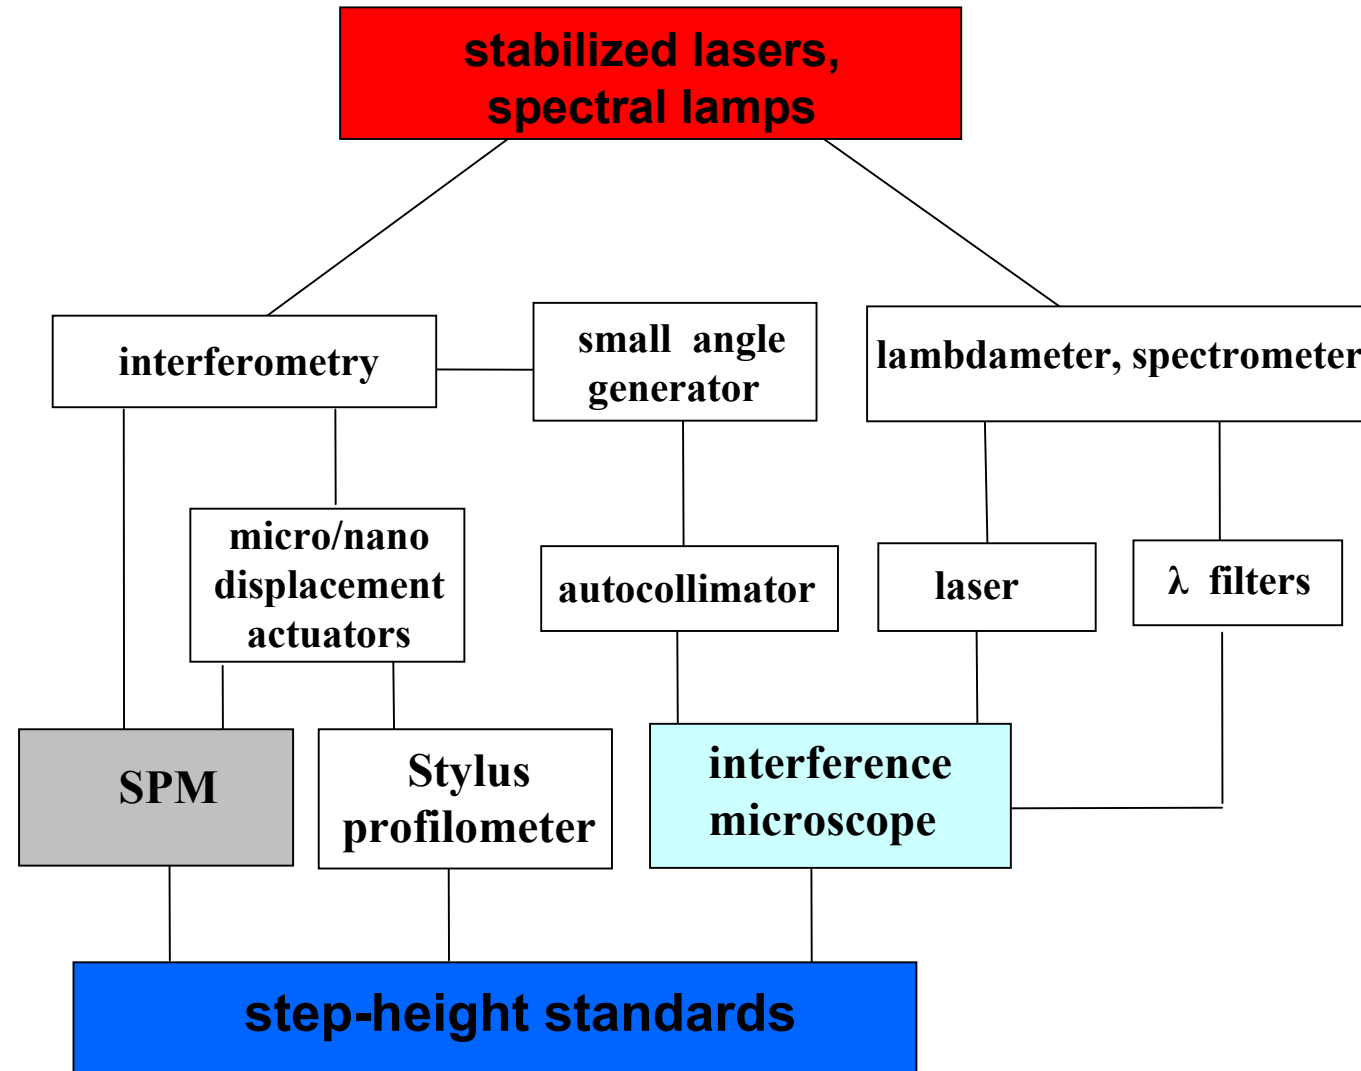 stabilized lasers,
spectral lamps
interferometry
small angle
generator
lambdameter, spectrometer
micro/nano
displacement
actuators
autocollimator
laser
λ filters
SPM
Stylus
profilometer
interference
microscope
step-height standards